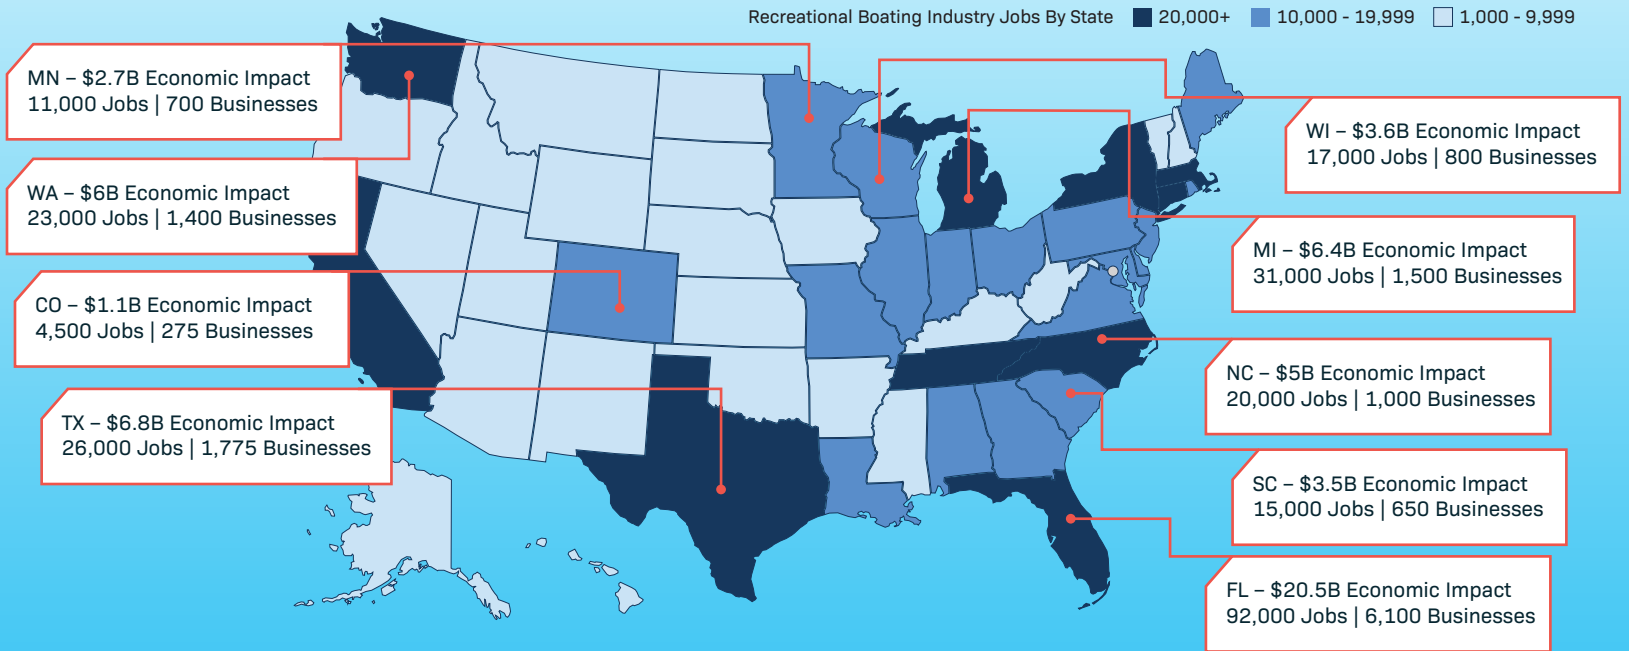 Recreational Boating Industry Jobs By State 20,000+ 10,000 - 19,999 1,000 - 9,999
MN – $2.7B Economic Impact
11,000 Jobs | 700 Businesses
WA – $6B Economic Impact
23,000 Jobs | 1,400 Businesses
CO – $1.1B Economic Impact
4,500 Jobs | 275 Businesses
TX – $6.8B Economic Impact
26,000 Jobs | 1,775 Businesses
WI – $3.6B Economic Impact
17,000 Jobs | 800 Businesses
MI – $6.4B Economic Impact
31,000 Jobs | 1,500 Businesses
NC – $5B Economic Impact
20,000 Jobs | 1,000 Businesses
SC – $3.5B Economic Impact
15,000 Jobs | 650 Businesses
FL – $20.5B Economic Impact
92,000 Jobs | 6,100 Businesses